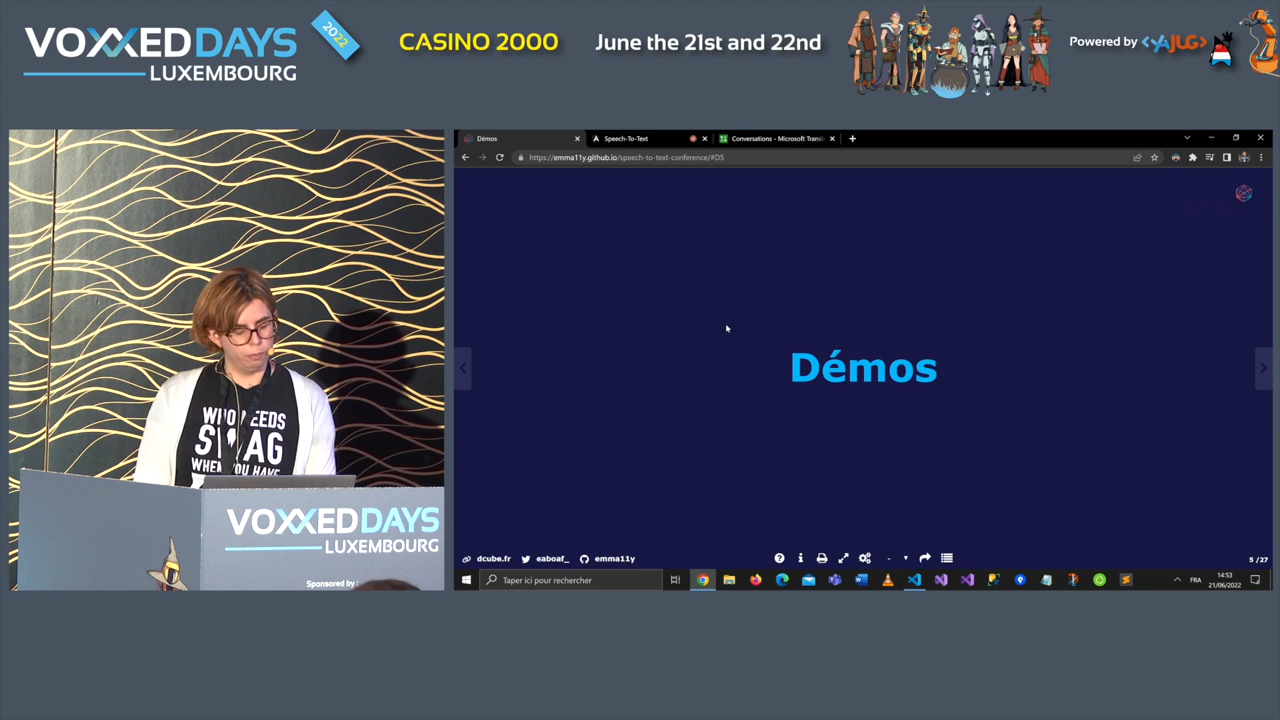 VOXXED DAYS
LUXEMBOURG
2022
CASINO 2000
June the 21st and 22nd
Powered by <YAJUG>
Démos
Speech-To-Text
Conversations - Microsoft Transl
https://emma11y.github.io/speech-to-text-conference/#D5
WHO NEEDS
SWAG
WHEN YOU HAVE
VOXXED DAYS
LUXEMBOURG
Sponsored by :
Démos
dcube.fr
eaboaf_
emma11y
5 / 27
Taper ici pour rechercher
FRA
14:53
21/06/2022